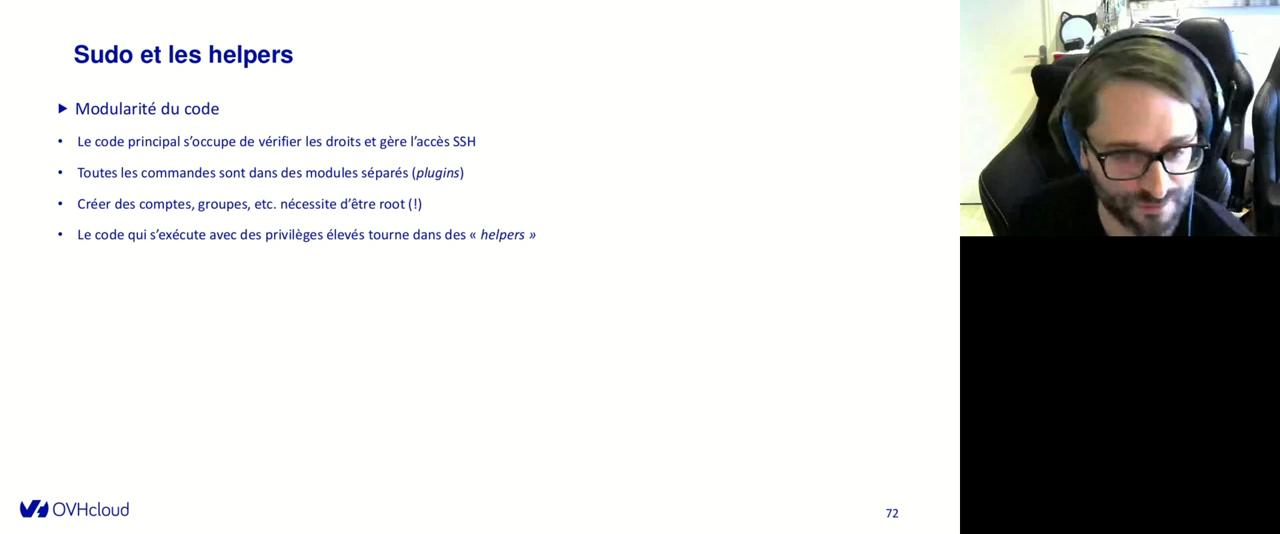 Sudo et les helpers
Modularité du code
• Le code principal s’occupe de vérifier les droits et gère l’accès SSH
• Toutes les commandes sont dans des modules séparés (plugins)
• Créer des comptes, groupes, etc. nécessite d’être root (!)
• Le code qui s’exécute avec des privilèges élevés tourne dans des « helpers »
OVHcloud
72